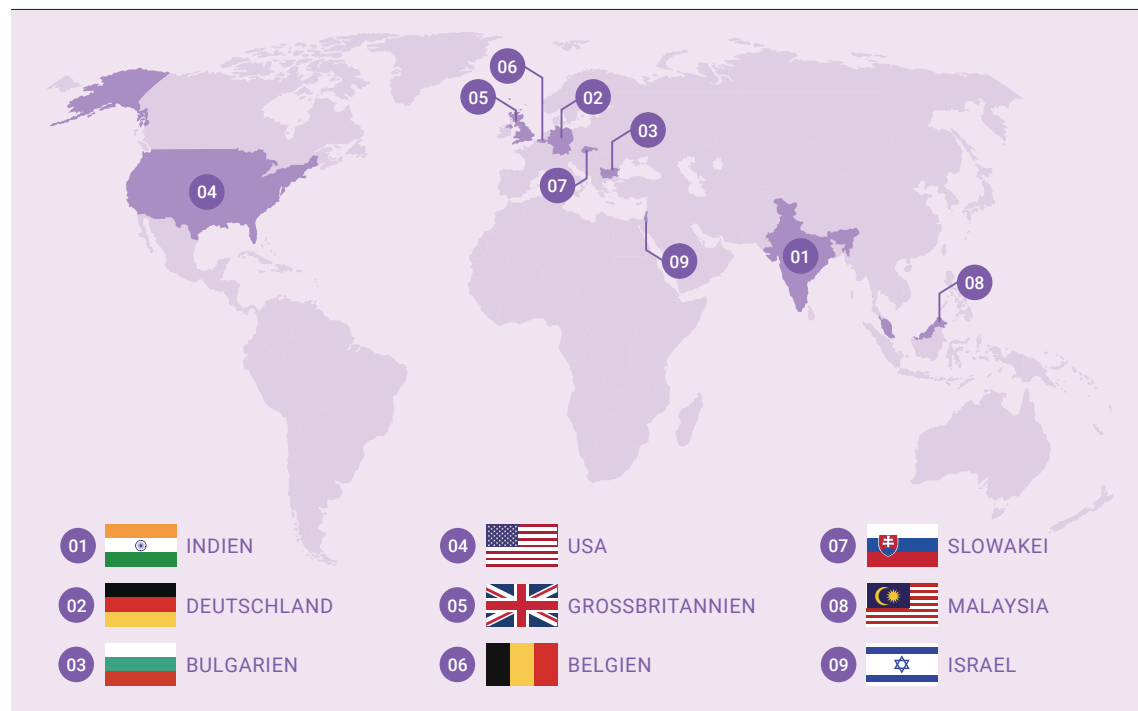 06
05
02
03
04
07
01
09
08
01 INDIEN
02 DEUTSCHLAND
03 BULGARIEN
04 USA
05 GROSSBRITANNIEN
06 BELGIEN
07 SLOWAKEI
08 MALAYSIA
09 ISRAEL